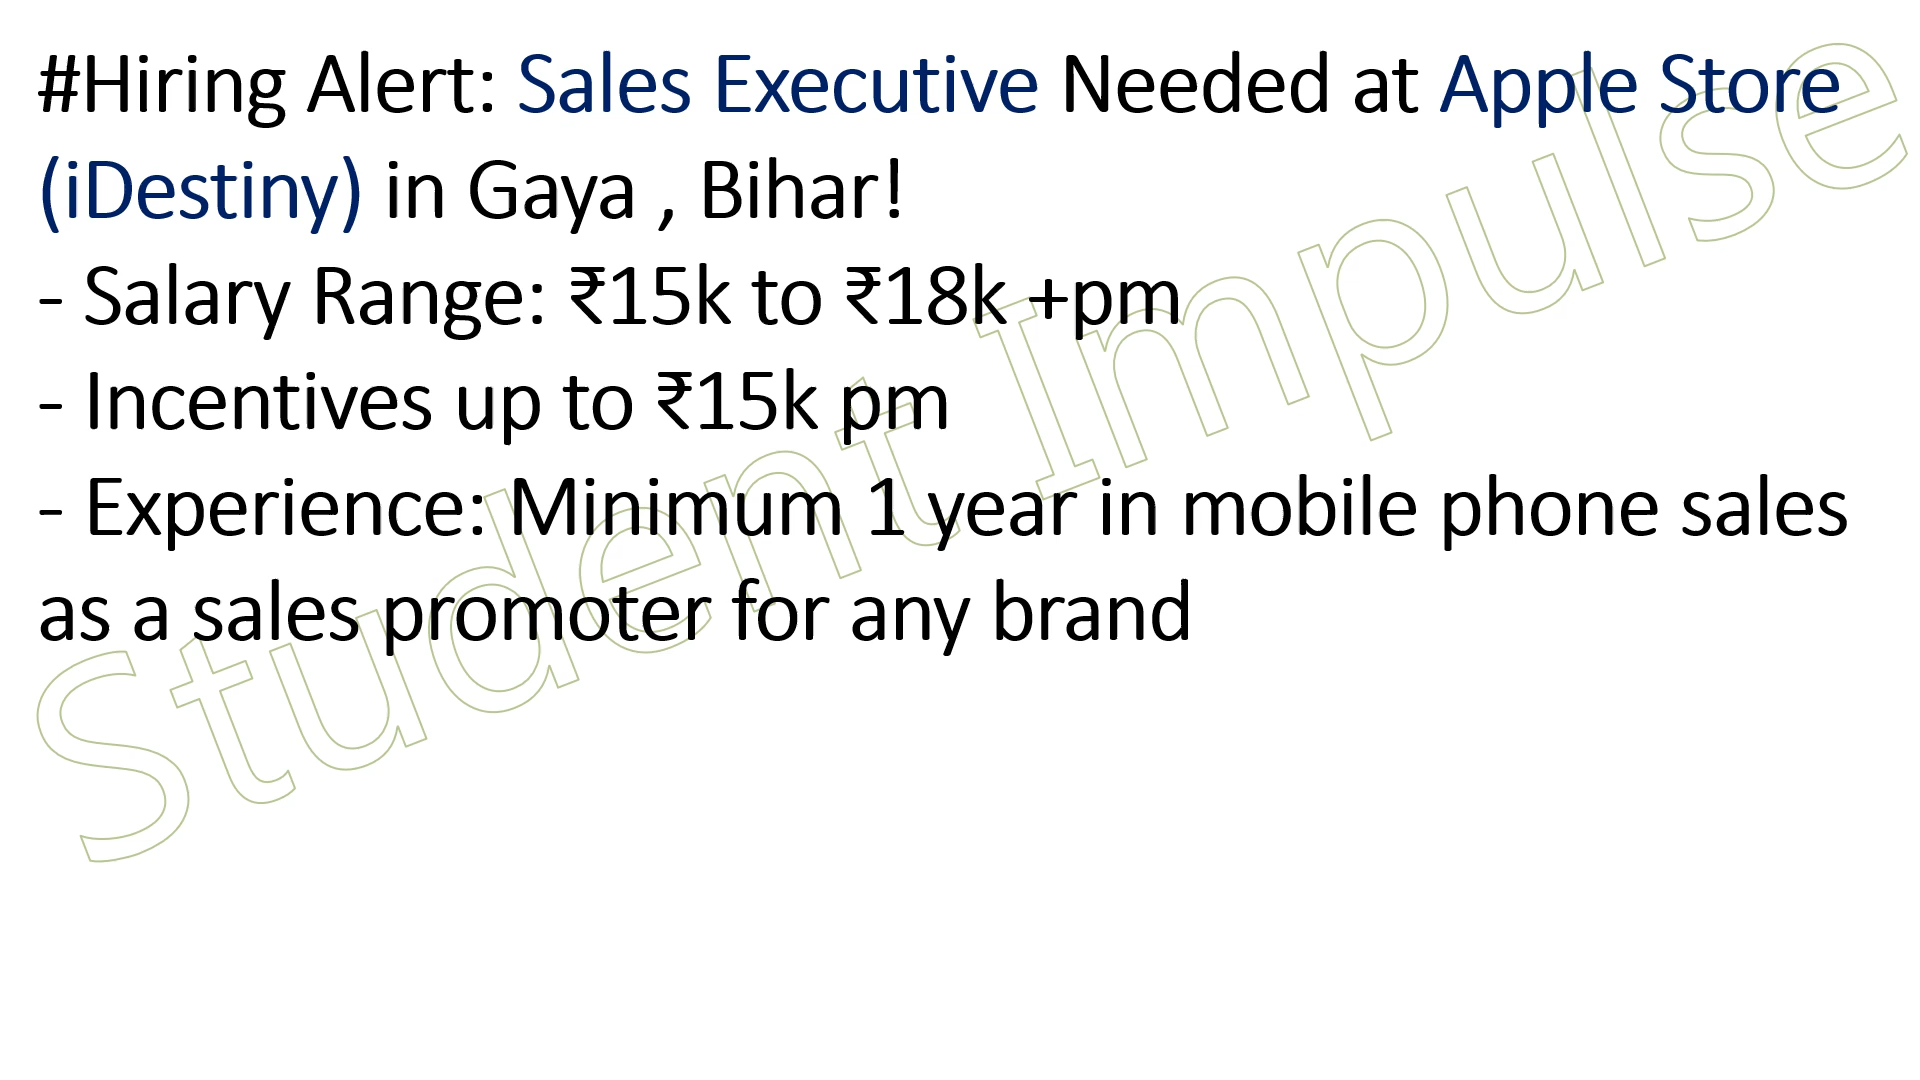 #Hiring Alert: Sales Executive Needed at Apple Store
(iDestiny) in Gaya , Bihar!
- Salary Range: ₹15k to ₹18k +pm
- Incentives up to ₹15k pm
- Experience: Minimum 1 year in mobile phone sales
as a sales promoter for any brand
Student Impulse